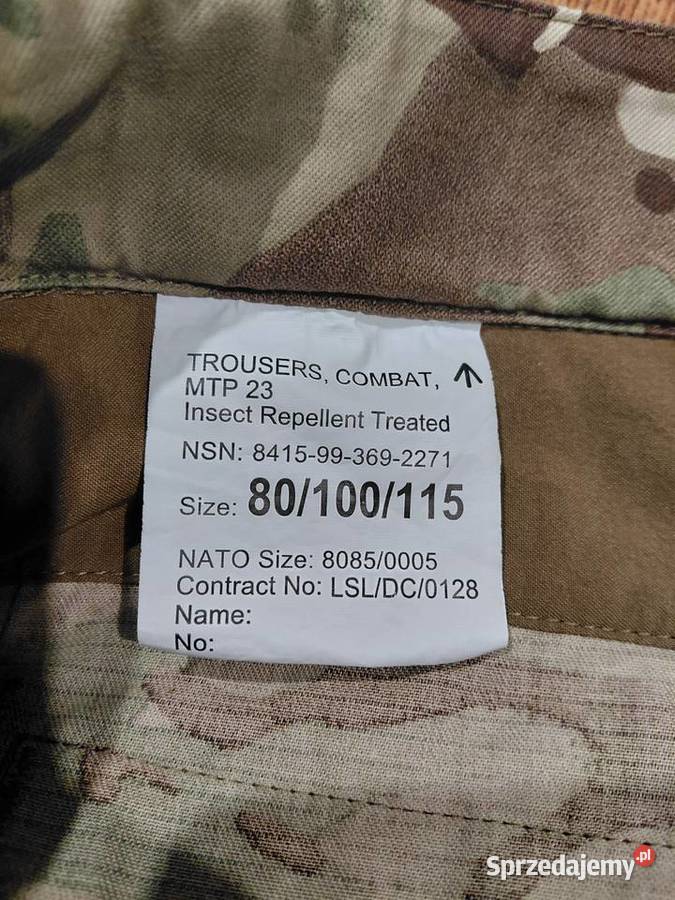 TROUSERS, COMBAT,
MTP 23
Insect Repellent Treated
NSN: 8415-99-369-2271
Size: 80/100/115
NATO Size: 8085/0005
Contract No: LSL/DC/0128
Name:
No:
Sprzedajemy.pl